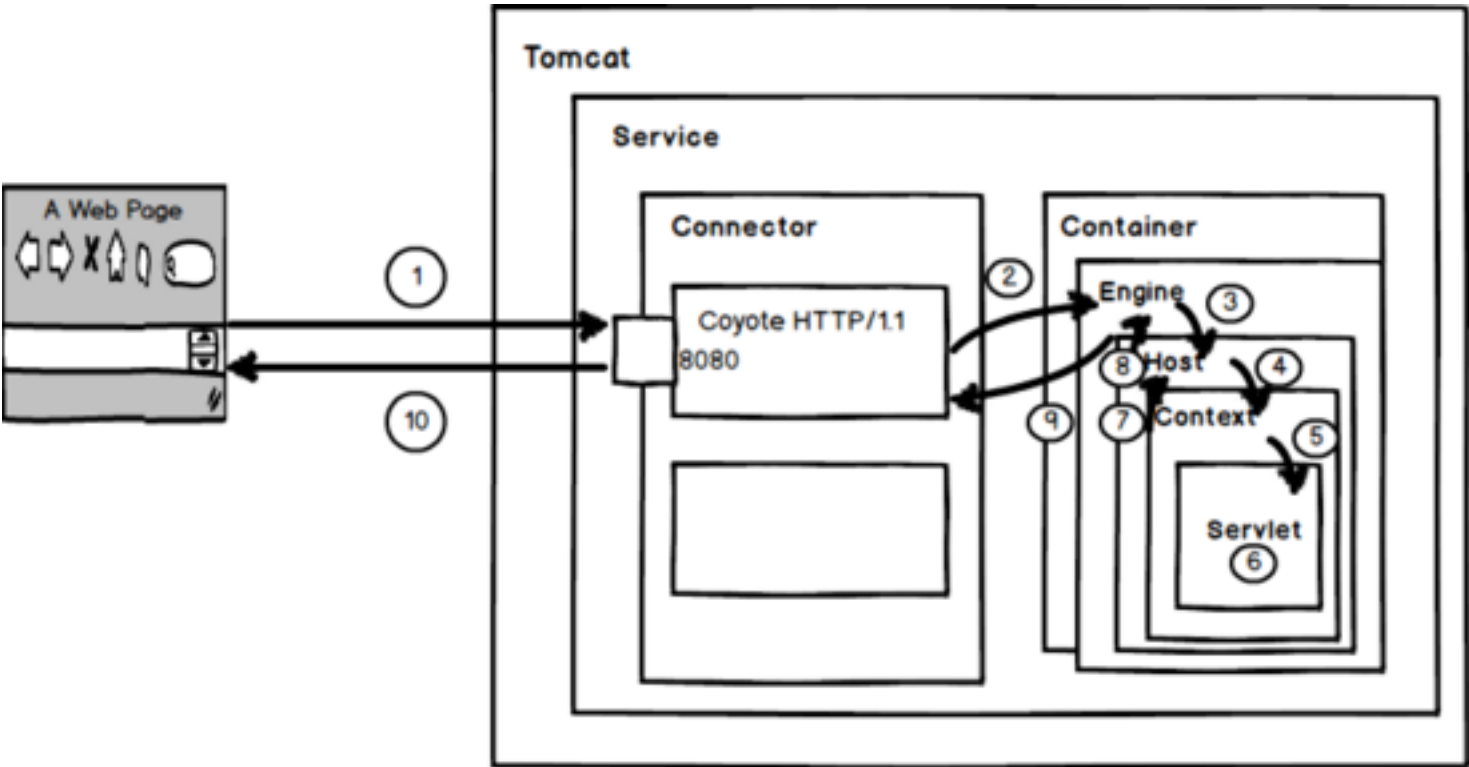 Tomcat
Service
A Web Page
Connector
Container
1
2
Engine
3
Coyote HTTP/1.1
8080
8
Host
4
10
9
7
Context
5
Servlet
6